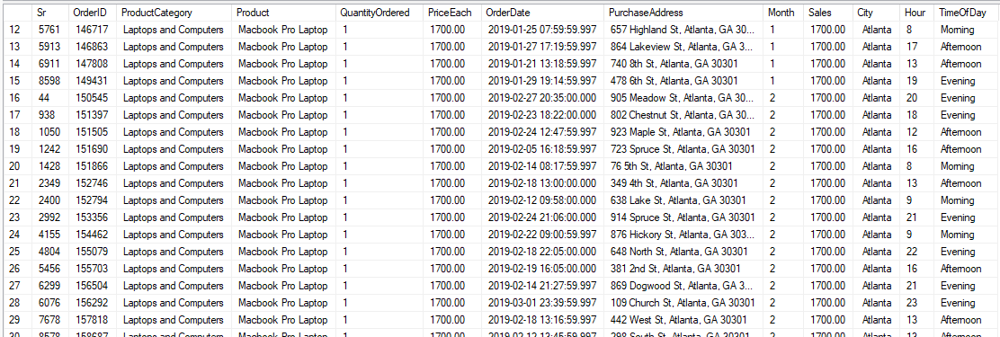 Sr OrderID ProductCategory Product QuantityOrdered PriceEach OrderDate PurchaseAddress Month Sales City Hour TimeOfDay
12 5761 146717 Laptops and Computers Macbook Pro Laptop 1 1700.00 2019-01-25 07:59:59.997 657 Highland St, Atlanta, GA 30... 1 1700.00 Atlanta 8 Morning
13 5913 146863 Laptops and Computers Macbook Pro Laptop 1 1700.00 2019-01-27 17:19:59.997 864 Lakeview St, Atlanta, GA 3... 1 1700.00 Atlanta 17 Afternoon
14 6911 147808 Laptops and Computers Macbook Pro Laptop 1 1700.00 2019-01-21 13:18:59.997 740 8th St, Atlanta, GA 30301 1 1700.00 Atlanta 13 Afternoon
15 8598 149431 Laptops and Computers Macbook Pro Laptop 1 1700.00 2019-01-29 19:14:59.997 478 6th St, Atlanta, GA 30301 1 1700.00 Atlanta 19 Evening
16 44 150545 Laptops and Computers Macbook Pro Laptop 1 1700.00 2019-02-27 20:35:00.000 905 Meadow St, Atlanta, GA 30... 2 1700.00 Atlanta 20 Evening
17 938 151397 Laptops and Computers Macbook Pro Laptop 1 1700.00 2019-02-23 18:22:00.000 802 Chestnut St, Atlanta, GA 30... 2 1700.00 Atlanta 18 Evening
18 1050 151505 Laptops and Computers Macbook Pro Laptop 1 1700.00 2019-02-24 12:47:59.997 923 Maple St, Atlanta, GA 30301 2 1700.00 Atlanta 12 Afternoon
19 1242 151690 Laptops and Computers Macbook Pro Laptop 1 1700.00 2019-02-05 16:18:59.997 723 Spruce St, Atlanta, GA 30301 2 1700.00 Atlanta 16 Afternoon
20 1428 151866 Laptops and Computers Macbook Pro Laptop 1 1700.00 2019-02-14 08:17:59.997 76 5th St, Atlanta, GA 30301 2 1700.00 Atlanta 8 Morning
21 2349 152746 Laptops and Computers Macbook Pro Laptop 1 1700.00 2019-02-18 13:00:00.000 349 4th St, Atlanta, GA 30301 2 1700.00 Atlanta 13 Afternoon
22 2400 152794 Laptops and Computers Macbook Pro Laptop 1 1700.00 2019-02-12 09:58:00.000 638 Lake St, Atlanta, GA 30301 2 1700.00 Atlanta 9 Morning
23 2992 153356 Laptops and Computers Macbook Pro Laptop 1 1700.00 2019-02-24 21:06:00.000 914 Spruce St, Atlanta, GA 30301 2 1700.00 Atlanta 21 Evening
24 4155 154462 Laptops and Computers Macbook Pro Laptop 1 1700.00 2019-02-22 09:00:59.997 876 Hickory St, Atlanta, GA 303... 2 1700.00 Atlanta 9 Morning
25 4804 155079 Laptops and Computers Macbook Pro Laptop 1 1700.00 2019-02-18 22:05:00.000 648 North St, Atlanta, GA 30301 2 1700.00 Atlanta 22 Evening
26 5456 155703 Laptops and Computers Macbook Pro Laptop 1 1700.00 2019-02-19 16:05:00.000 381 2nd St, Atlanta, GA 30301 2 1700.00 Atlanta 16 Afternoon
27 6299 156504 Laptops and Computers Macbook Pro Laptop 1 1700.00 2019-02-14 21:27:59.997 869 Dogwood St, Atlanta, GA 3... 2 1700.00 Atlanta 21 Evening
28 6076 156292 Laptops and Computers Macbook Pro Laptop 1 1700.00 2019-03-01 23:39:59.997 109 Church St, Atlanta, GA 30301 2 1700.00 Atlanta 23 Evening
29 7678 157818 Laptops and Computers Macbook Pro Laptop 1 1700.00 2019-02-18 13:16:59.997 442 West St, Atlanta, GA 30301 2 1700.00 Atlanta 13 Afternoon
30 8578 158687 Laptops and Computers Macbook Pro Laptop 1 1700.00 2019-02-12 13:45:59.997 298 South St, Atlanta, GA 30301 2 1700.00 Atlanta 13 Afternoon